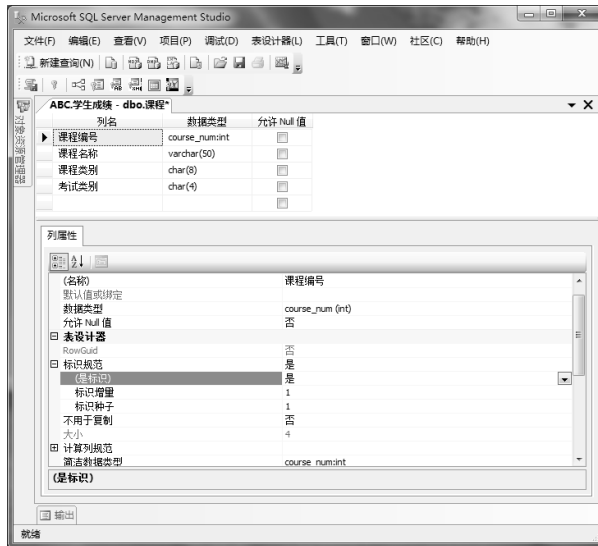 Microsoft SQL Server Management Studio
文件(F) 编辑(E) 查看(V) 项目(P) 调试(D) 表设计器(L) 工具(T) 窗口(W) 社区(C) 帮助(H)
新建查询(N)
对象资源管理器
ABC.学生成绩 - dbo.课程*
列名 数据类型 允许 Null 值
课程编号 course_num:int
课程名称 varchar(50)
课程类别 char(8)
考试类别 char(4)
列属性
(名称) 课程编号
默认值或绑定
数据类型 course_num (int)
允许 Null 值 否
表设计器
RowGuid 否
标识规范 是
(是标识) 是
标识增量 1
标识种子 1
不用于复制 否
大小 4
计算列规范
简洁数据类型 course_num:int
(是标识)
输出
就绪